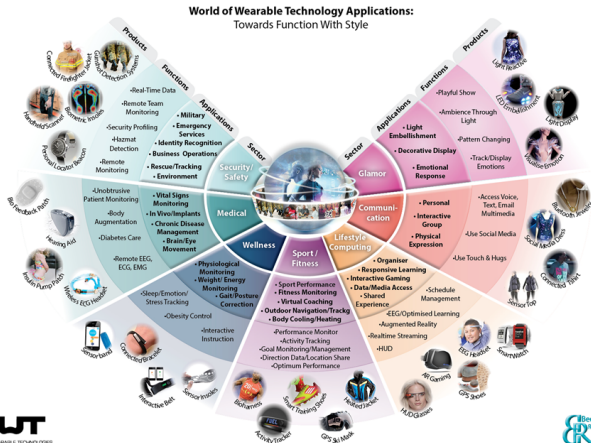 World of Wearable Technology Applications:
Towards Function With Style
Products
Functions
Applications
Sector
Sector
Applications
Functions
Products
Connected Firefighter Jacket
Gunshot Detection Systems
Handheld Scanner
Biometric Insoles
Personal Locator Beacon
•Real-Time Data
•Remote Team
Monitoring
•Security Profiling
•Hazmat
Detection
•Remote
Monitoring
• Military
• Emergency
Services
• Identity Recognition
• Business Operations
• Rescue/Tracking
• Environment
Security/
Safety
Bio Feedback Patch
Hearing Aid
Insulin Pump Patch
Wireless ECG Headset
•Unobtrusive
Patient Monitoring
•Body
Augmentation
•Diabetes Care
•Remote EEG,
ECG, EMG
• Vital Signs
Monitoring
• In Vivo/Implants
• Chronic Disease
Management
• Brain/Eye
Movement
Medical
Sensor band
Connected Bracelet
Interactive Belt
Sensor Insoles
•Sleep/Emotion/
Stress Tracking
•Obesity Control
•Interactive
Instruction
• Physiological
Monitoring
• Weight/ Energy
Monitoring
• Gait/Posture
Correction
Wellness
Sport /
Fitness
• Sport Performance
• Fitness Monitoring
• Virtual Coaching
• Outdoor Navigation/Trackg
• Body Cooling/Heating
•Performance Monitor
•Activity Tracking
•Goal Monitoring/Management
•Direction Data/Location Share
•Optimum Performance
Bioharness
Smart Training Shoes
Heated Jacket
Activity Tracker
GPS Ski Mask
FUEL
Lifestyle
Computing
• Organiser
• Responsive Learning
• Interactive Gaming
• Data/Media Access
• Shared
Experience
•Schedule
Management
•EEG/Optimised Learning
•Augmented Reality
•Realtime Streaming
•HUD
EEG Headset
SmartWatch
AR Gaming
GPS Shoes
HUD Glasses
Communi-
cation
• Personal
• Interactive
Group
• Physical
Expression
•Access Voice,
Text, Email
Multimedia
•Use Social Media
•Use Touch & Hugs
Bluetooth Jewelry
Social Media Dress
Connected T-shirt
Sensor Top
Glamor
• Light
Embellishment
• Decorative Display
• Emotional
Response
•Playful Show
•Ambience Through
Light
•Pattern Changing
•Track/Display
Emotions
Light Reactive
LED Embellishment
Light Display
Visualise Emotion
WT